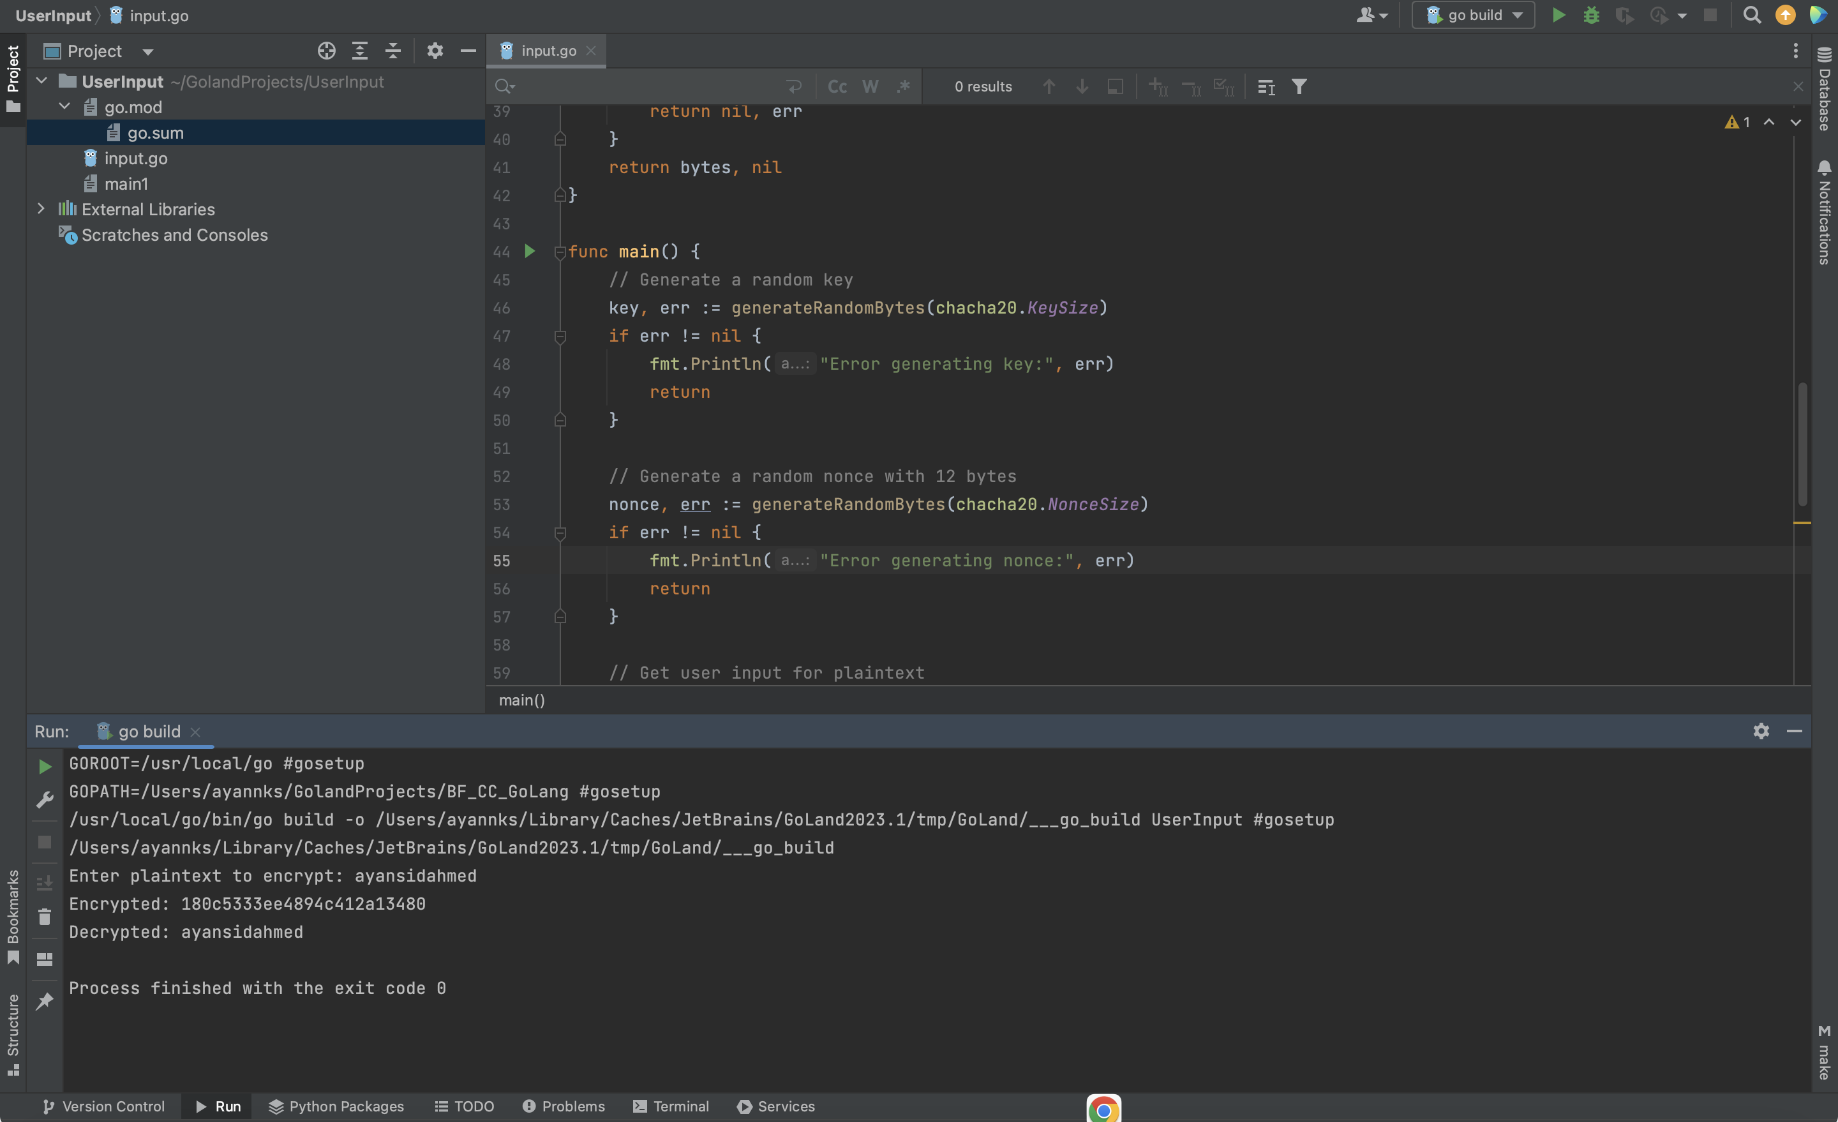 UserInput input.go
go build
Project
input.go
Project
UserInput ~/GolandProjects/UserInput
go.mod
go.sum
input.go
main1
External Libraries
Scratches and Consoles
Cc W .* 0 results
1
39 return nil, err
40 }
41 return bytes, nil
42 }
43
44 func main() {
45 // Generate a random key
46 key, err := generateRandomBytes(chacha20.KeySize)
47 if err != nil {
48 fmt.Println( a...: "Error generating key:", err)
49 return
50 }
51
52 // Generate a random nonce with 12 bytes
53 nonce, err := generateRandomBytes(chacha20.NonceSize)
54 if err != nil {
55 fmt.Println( a...: "Error generating nonce:", err)
56 return
57 }
58
59 // Get user input for plaintext
main()
Database
Notifications
Run: go build
GOROOT=/usr/local/go #gosetup
GOPATH=/Users/ayannks/GolandProjects/BF_CC_GoLang #gosetup
/usr/local/go/bin/go build -o /Users/ayannks/Library/Caches/JetBrains/GoLand2023.1/tmp/GoLand/___go_build UserInput #gosetup
/Users/ayannks/Library/Caches/JetBrains/GoLand2023.1/tmp/GoLand/___go_build
Enter plaintext to encrypt: ayansidahmed
Encrypted: 180c5333ee4894c412a13480
Decrypted: ayansidahmed
Process finished with the exit code 0
Bookmarks
Structure
M make
Version Control Run Python Packages TODO Problems Terminal Services